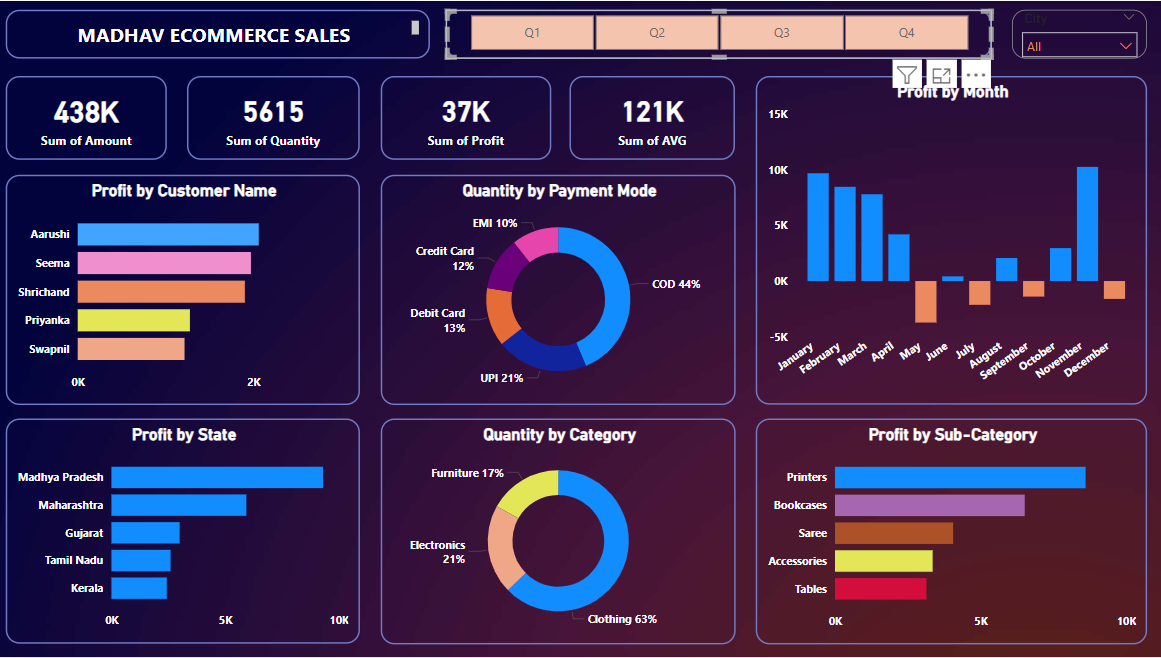 MADHAV ECOMMERCE SALES
Q1 Q2 Q3 Q4
City
All
438K
Sum of Amount
5615
Sum of Quantity
37K
Sum of Profit
121K
Sum of AVG
Profit by Month
15K
10K
5K
0K
-5K
January
February
March
April
May
June
July
August
September
October
November
December
Profit by Customer Name
Aarushi
Seema
Shrichand
Priyanka
Swapnil
0K 2K
Quantity by Payment Mode
EMI 10%
Credit Card
12%
Debit Card
13%
UPI 21%
COD 44%
Profit by State
Madhya Pradesh
Maharashtra
Gujarat
Tamil Nadu
Kerala
0K 5K 10K
Quantity by Category
Furniture 17%
Electronics
21%
Clothing 63%
Profit by Sub-Category
Printers
Bookcases
Saree
Accessories
Tables
0K 5K 10K